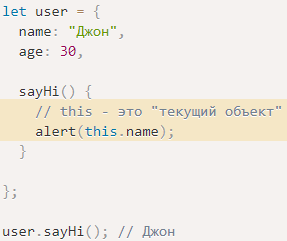 let user = {
  name: "Джон",
  age: 30,

  sayHi() {
    // this - это "текущий объект"
    alert(this.name);
  }

};

user.sayHi(); // Джон